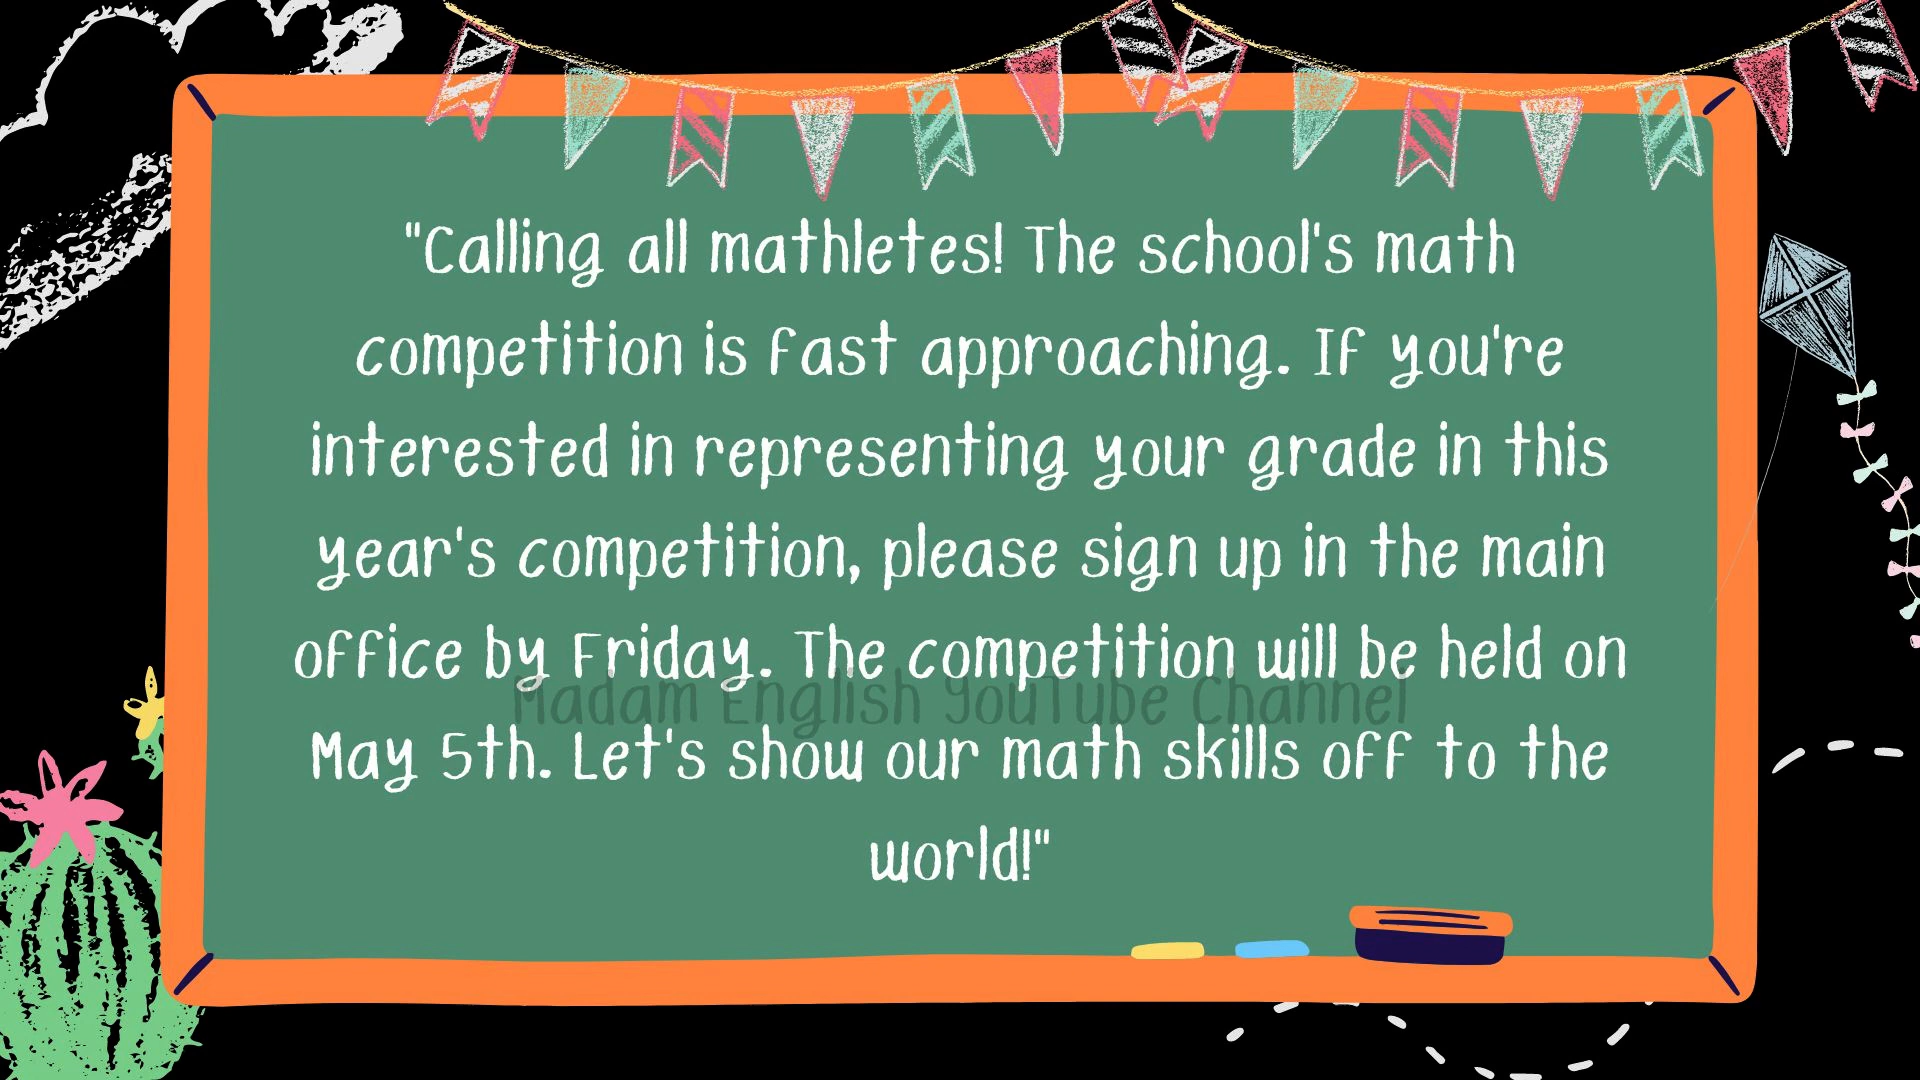 "Calling all mathletes! The school's math
competition is fast approaching. If you're
interested in representing your grade in this
year's competition, please sign up in the main
office by Friday. The competition will be held on
Madam English YouTube Channel
May 5th. Let's show our math skills off to the
world!"